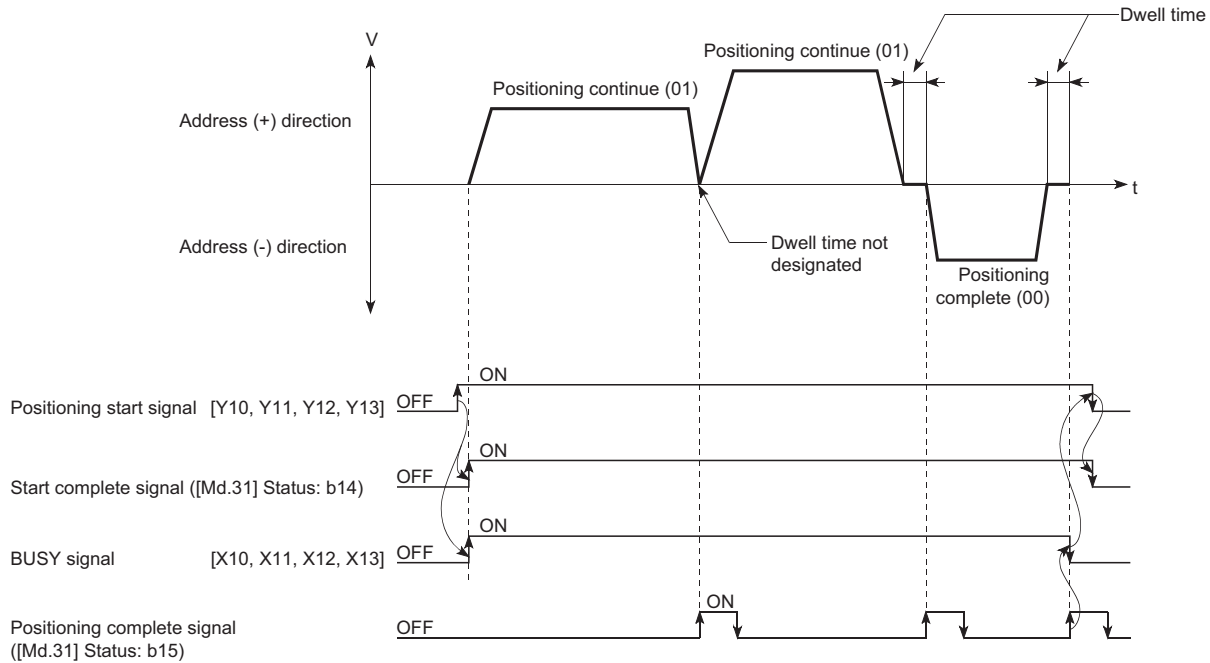 Dwell time
V
Positioning continue (01)
Positioning continue (01)
Address (+) direction
t
Address (-) direction
Dwell time not
designated
Positioning
complete (00)
ON
Positioning start signal [Y10, Y11, Y12, Y13] OFF
ON
Start complete signal ([Md.31] Status: b14) OFF
ON
BUSY signal [X10, X11, X12, X13] OFF
ON
Positioning complete signal OFF
([Md.31] Status: b15)